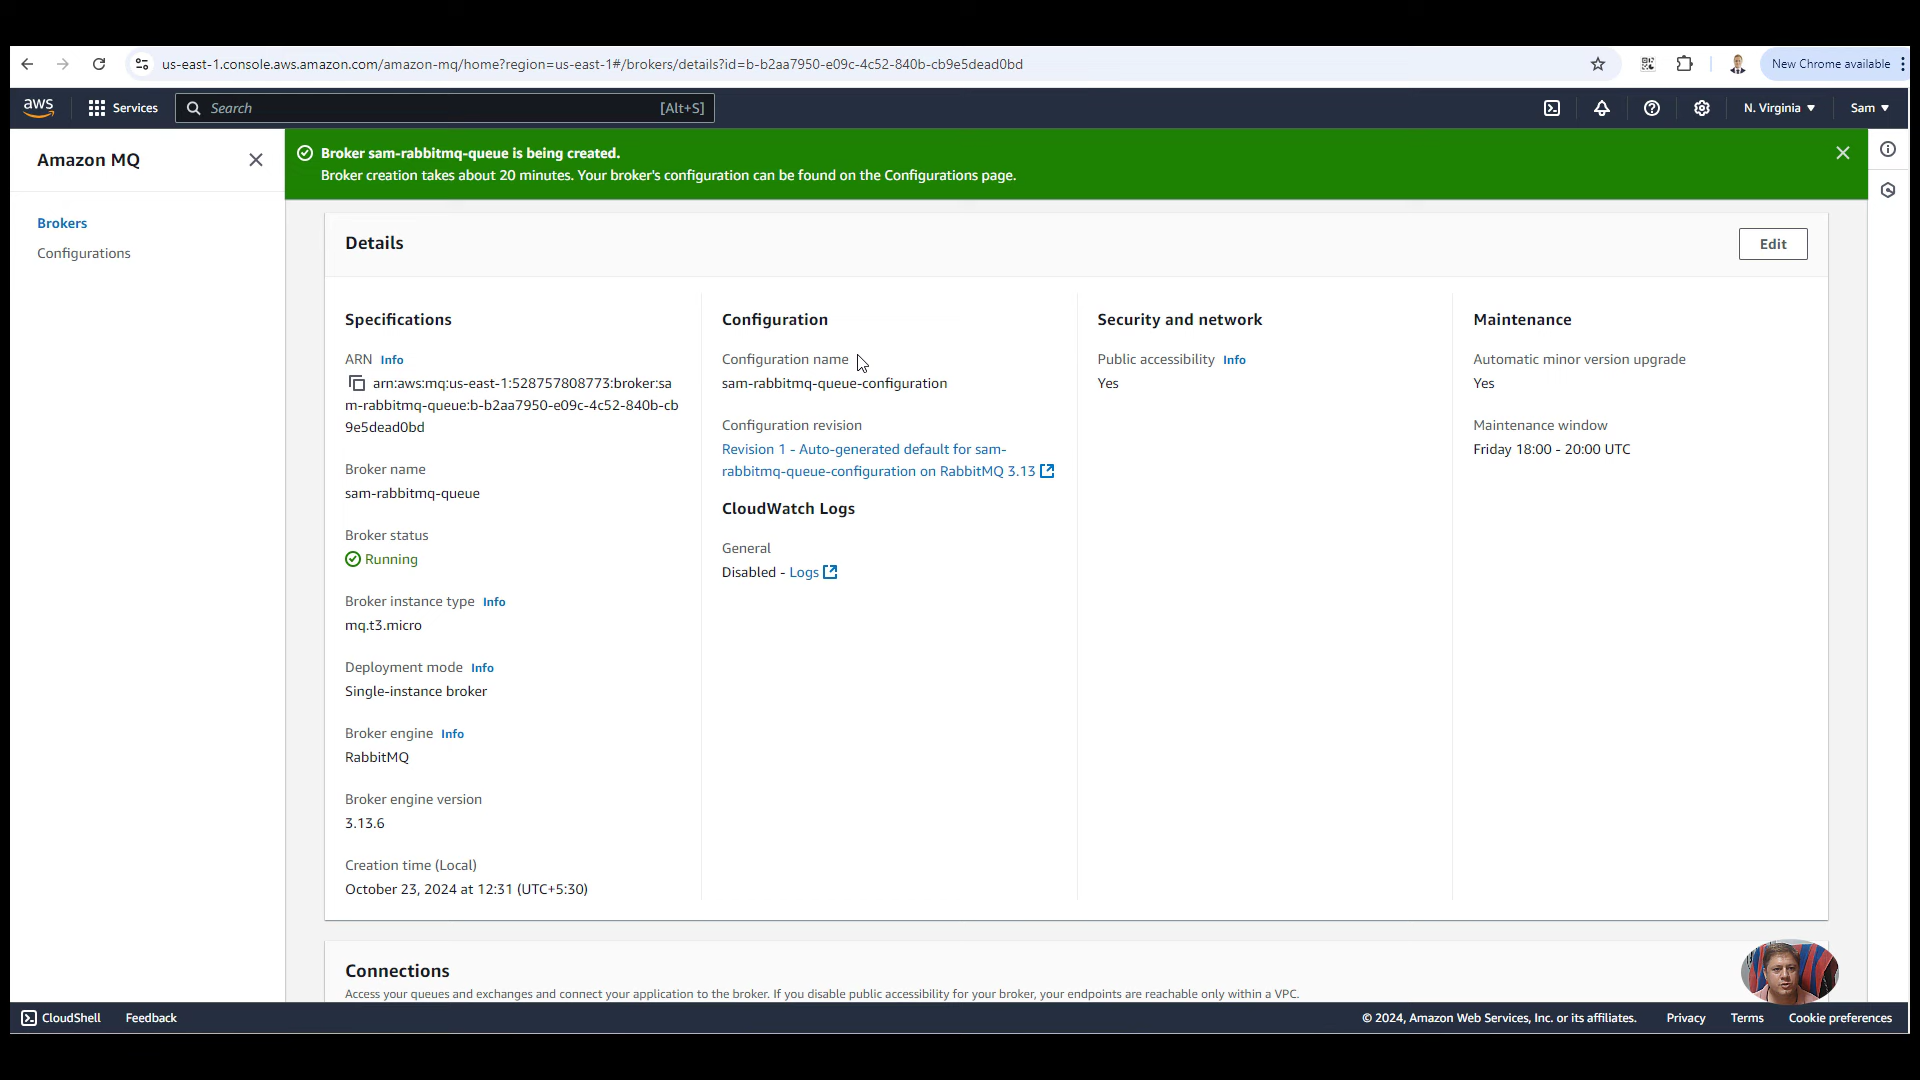 us-east-1.console.aws.amazon.com/amazon-mq/home?region=us-east-1#/brokers/details?id=b-b2aa7950-e09c-4c52-840b-cb9e5dead0bd
New Chrome available
aws
Services
Search
[Alt+S]
N. Virginia
Sam
Amazon MQ
Brokers
Configurations
Broker sam-rabbitmq-queue is being created.
Broker creation takes about 20 minutes. Your broker's configuration can be found on the Configurations page.
Details
Edit
Specifications
ARN Info
arn:aws:mq:us-east-1:528757808773:broker:sa
m-rabbitmq-queue:b-b2aa7950-e09c-4c52-840b-cb
9e5dead0bd
Broker name
sam-rabbitmq-queue
Broker status
Running
Broker instance type Info
mq.t3.micro
Deployment mode Info
Single-instance broker
Broker engine Info
RabbitMQ
Broker engine version
3.13.6
Creation time (Local)
October 23, 2024 at 12:31 (UTC+5:30)
Configuration
Configuration name
sam-rabbitmq-queue-configuration
Configuration revision
Revision 1 - Auto-generated default for sam-
rabbitmq-queue-configuration on RabbitMQ 3.13
CloudWatch Logs
General
Disabled - Logs
Security and network
Public accessibility Info
Yes
Maintenance
Automatic minor version upgrade
Yes
Maintenance window
Friday 18:00 - 20:00 UTC
Connections
Access your queues and exchanges and connect your application to the broker. If you disable public accessibility for your broker, your endpoints are reachable only within a VPC.
CloudShell
Feedback
© 2024, Amazon Web Services, Inc. or its affiliates.
Privacy
Terms
Cookie preferences